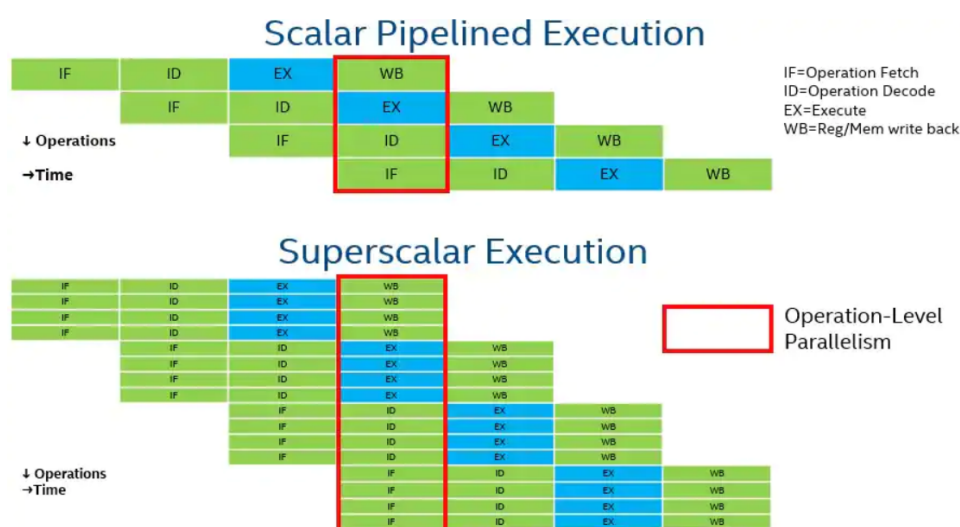 Scalar Pipelined Execution
IF ID EX WB
IF ID EX WB
↓ Operations IF ID EX WB
→Time IF ID EX WB
IF=Operation Fetch
ID=Operation Decode
EX=Execute
WB=Reg/Mem write back
Superscalar Execution
IF ID EX WB
IF ID EX WB
IF ID EX WB
IF ID EX WB
IF ID EX WB
IF ID EX WB
IF ID EX WB
IF ID EX WB
IF ID EX WB
IF ID EX WB
IF ID EX WB
IF ID EX WB
↓ Operations IF ID EX WB
→Time IF ID EX WB
IF ID EX WB
IF ID EX WB
Operation-Level
Parallelism